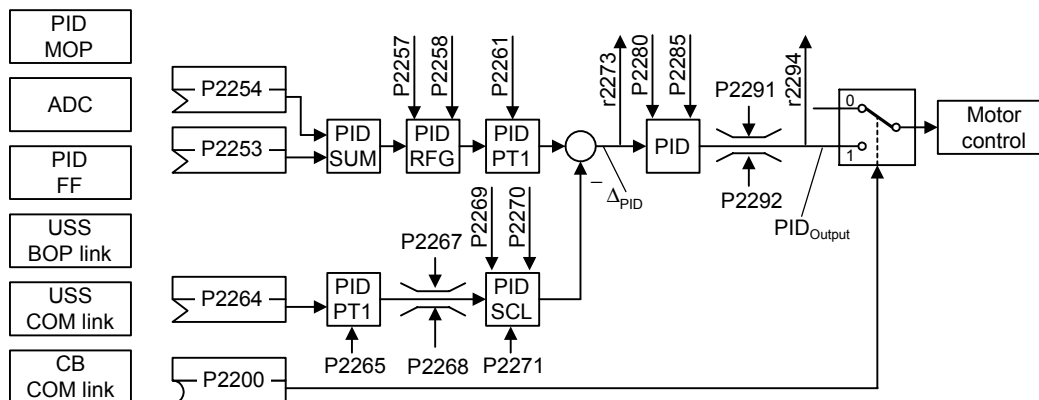 PID
MOP
ADC
PID
FF
USS
BOP link
USS
COM link
CB
COM link
P2254
P2253
P2264
P2200
PID
SUM
P2257
P2258
PID
RFG
P2261
PID
PT1
r2273
− Δ_PID
P2280
P2285
PID
P2291
P2292
r2294
PID_Output
0
1
Motor
control
PID
PT1
P2265
P2267
P2268
P2269
P2270
PID
SCL
P2271